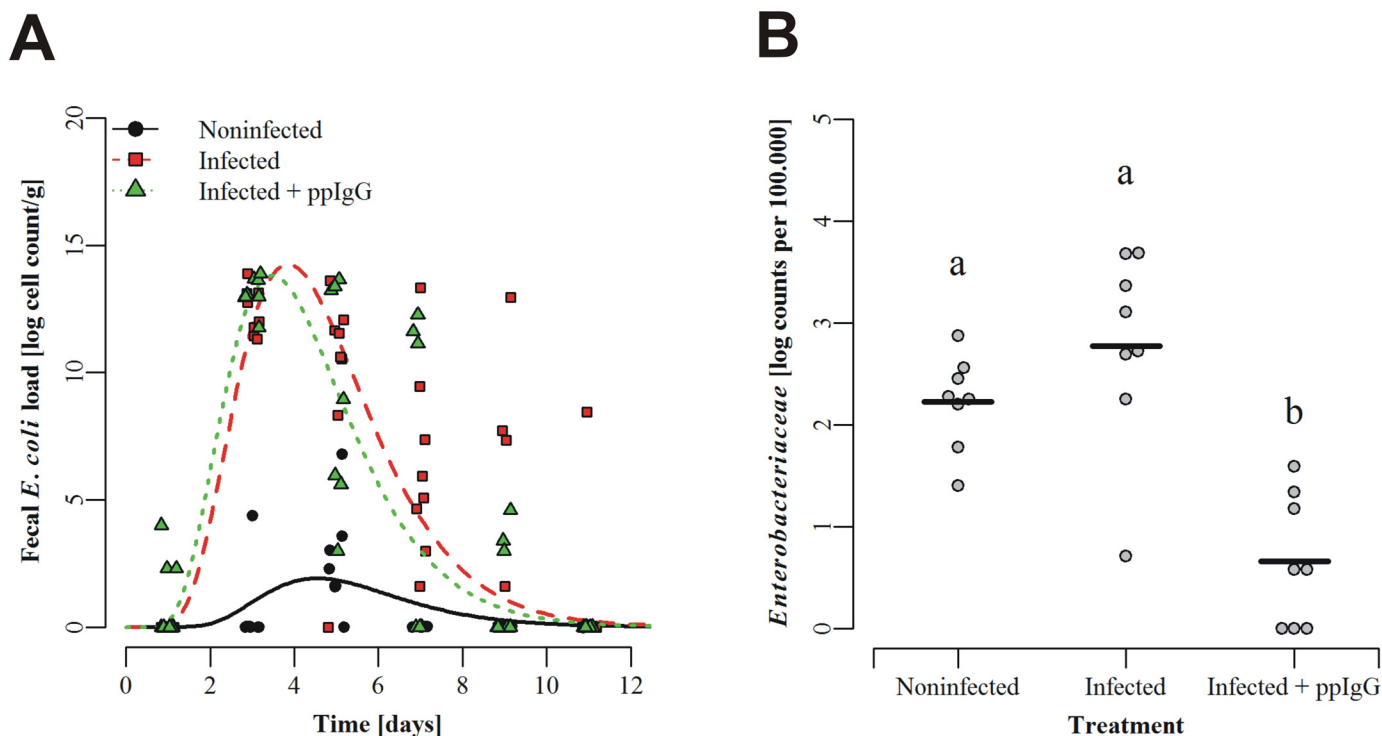 A
Fecal E. coli load [log cell count/g]
20
15
10
5
0
Noninfected
Infected
Infected + ppIgG
0 2 4 6 8 10 12
Time [days]
B
Enterobacteriaceae [log counts per 100.000]
5
4
3
2
1
0
a
a
b
Noninfected Infected Infected + ppIgG
Treatment